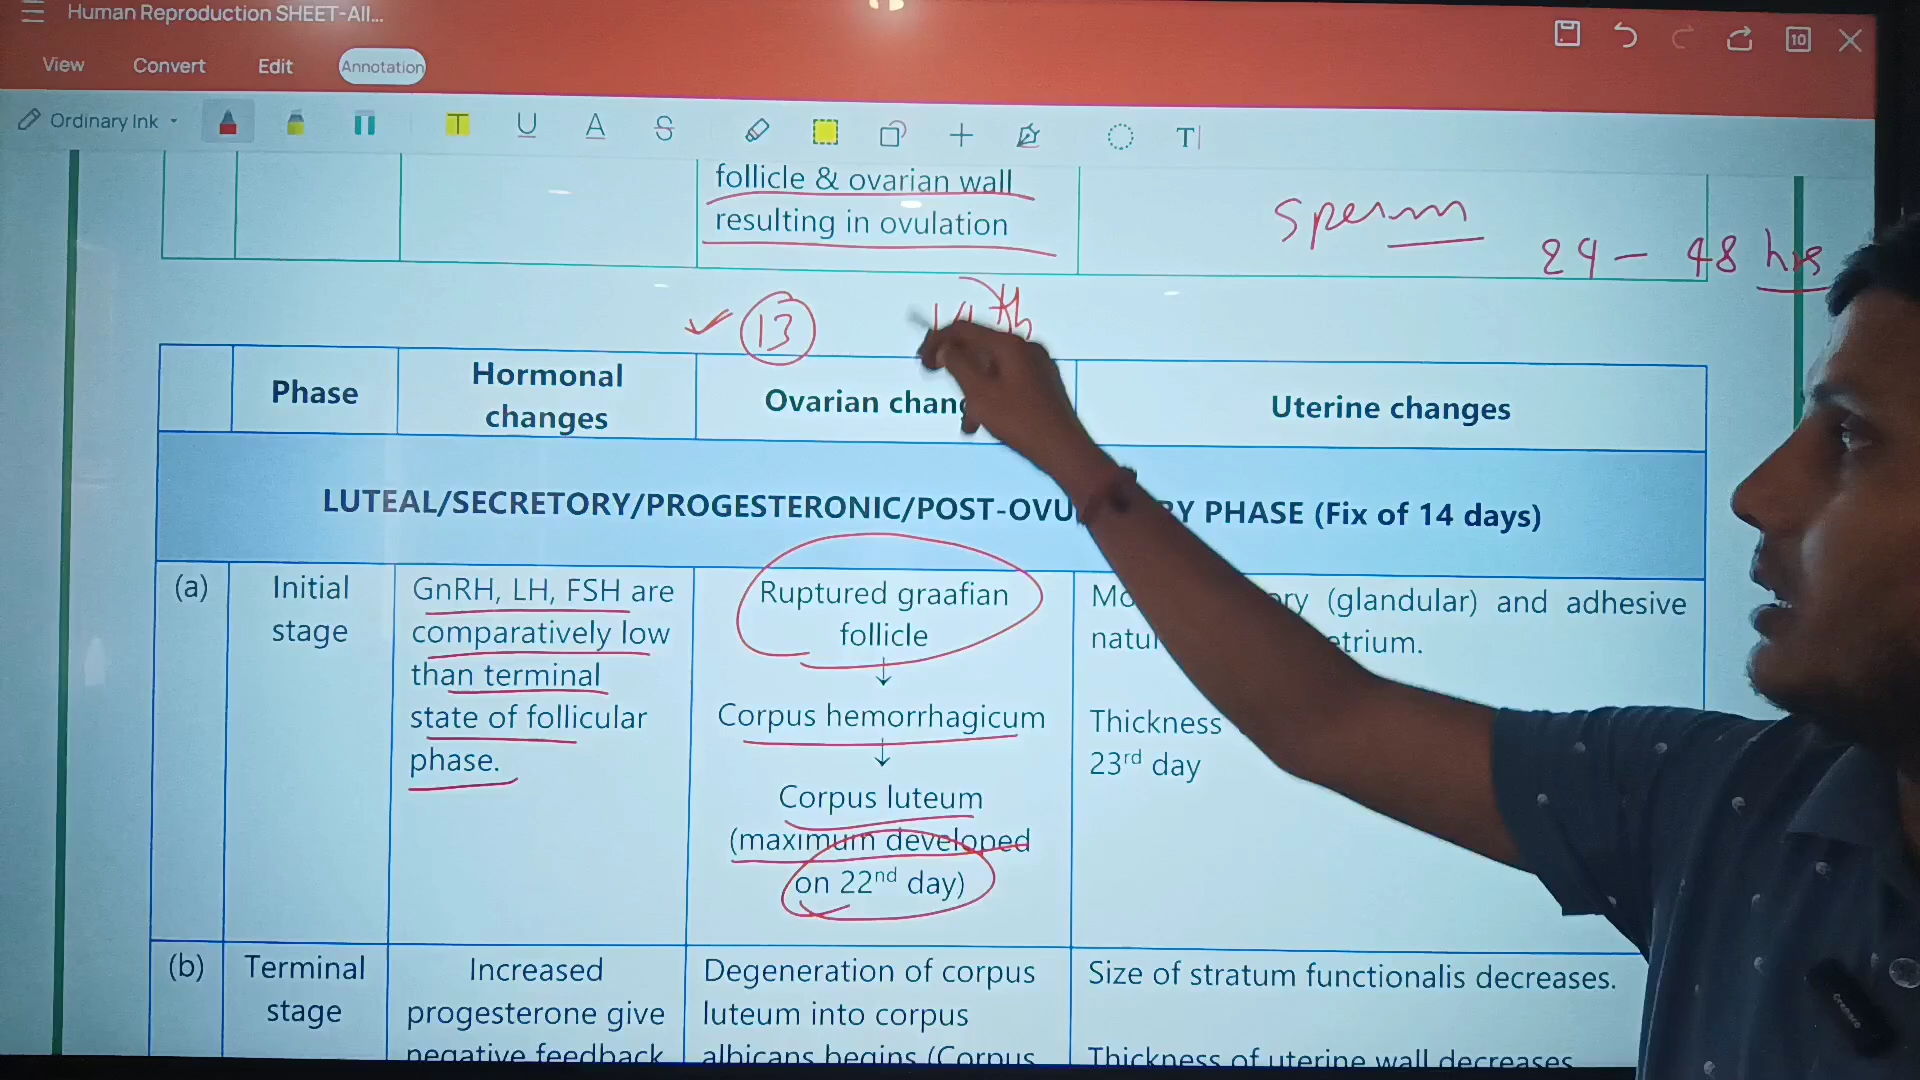 Human Reproduction SHEET-All...
View Convert Edit Annotation
Ordinary Ink T U A S T
10
follicle & ovarian wall
resulting in ovulation
Sperm
24 - 48 hrs
13 14th
Phase Hormonal changes Ovarian chang Uterine changes
LUTEAL/SECRETORY/PROGESTERONIC/POST-OVU RY PHASE (Fix of 14 days)
(a) Initial stage
GnRH, LH, FSH are
comparatively low
than terminal
state of follicular
phase.
Ruptured graafian
follicle
↓
Corpus hemorrhagicum
↓
Corpus luteum
(maximum developed
on 22nd day)
(glandular) and adhesive
Thickness
23rd day
(b) Terminal stage
Increased
progesterone give
negative feedback
Degeneration of corpus
luteum into corpus
albicans begins (Corpus
Size of stratum functionalis decreases.
Thickness of uterine wall decreases